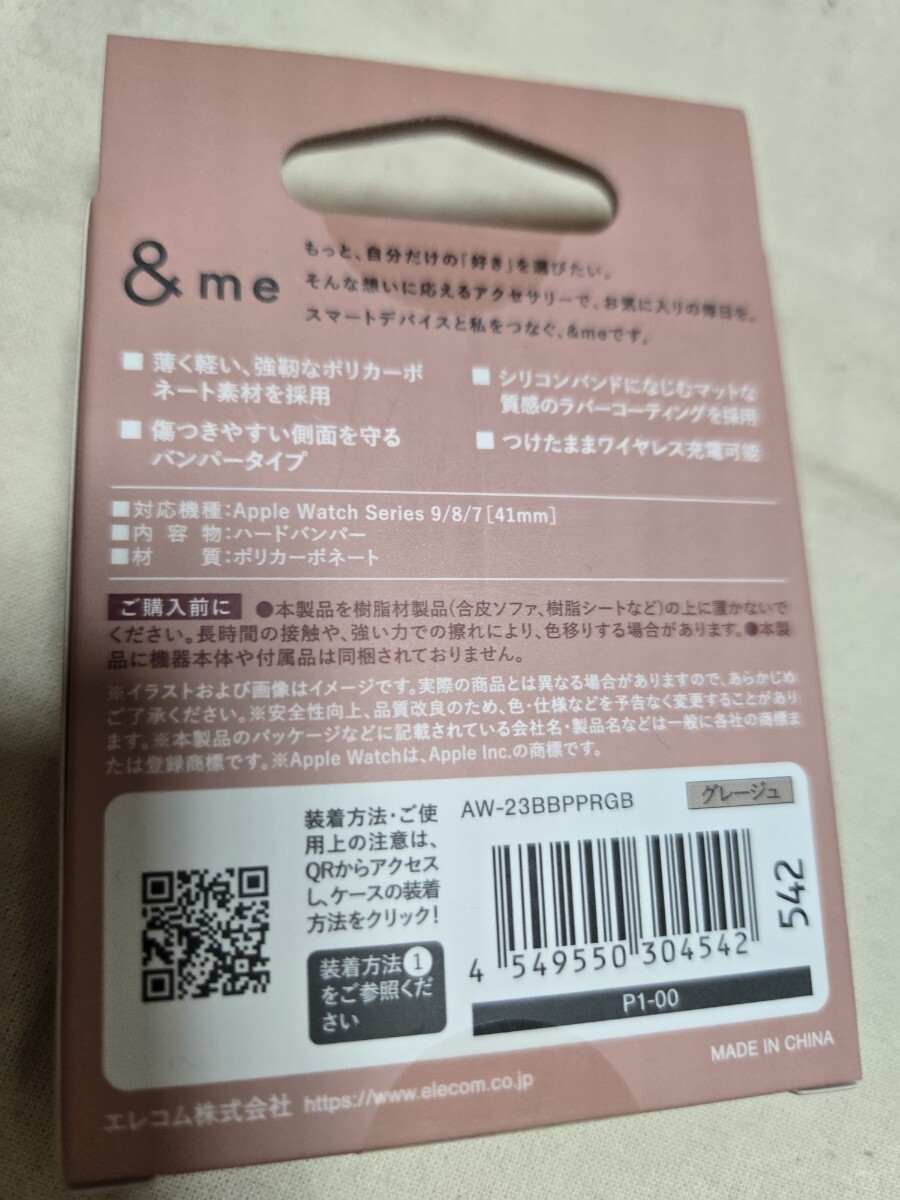 &me
もっと、自分だけの「好き」を選びたい。
そんな想いに応えるアクセサリーで、お気に入りの毎日を。
スマートデバイスと私をつなぐ、&meです。
■ 薄く軽い、強靭なポリカーボ
ネート素材を採用
■ 傷つきやすい側面を守る
バンパータイプ
■ シリコンバンドになじむマットな
質感のラバーコーティングを採用
■ つけたままワイヤレス充電可能
■対応機種:Apple Watch Series 9/8/7[41mm]
■内容物:ハードバンパー
■材質:ポリカーボネート
ご購入前に ●本製品を樹脂材製品(合皮ソファ、樹脂シートなど)の上に置かないで
ください。長時間の接触や、強い力での擦れにより、色移りする場合があります。●本製
品に機器本体や付属品は同梱されておりません。
※イラストおよび画像はイメージです。実際の商品とは異なる場合がありますので、あらかじめ
ご了承ください。※安全性向上、品質改良のため、色・仕様などを予告なく変更することがあり
ます。※本製品のパッケージなどに記載されている会社名・製品名などは一般に各社の商標ま
たは登録商標です。※Apple Watchは、Apple Inc.の商標です。
装着方法・ご使
用上の注意は、
QRからアクセス
し、ケースの装着
方法をクリック!
装着方法①
をご参照くだ
さい
AW-23BBPPRGB
グレージュ
4 549550 304542
542
P1-00
MADE IN CHINA
エレコム株式会社 https://www.elecom.co.jp